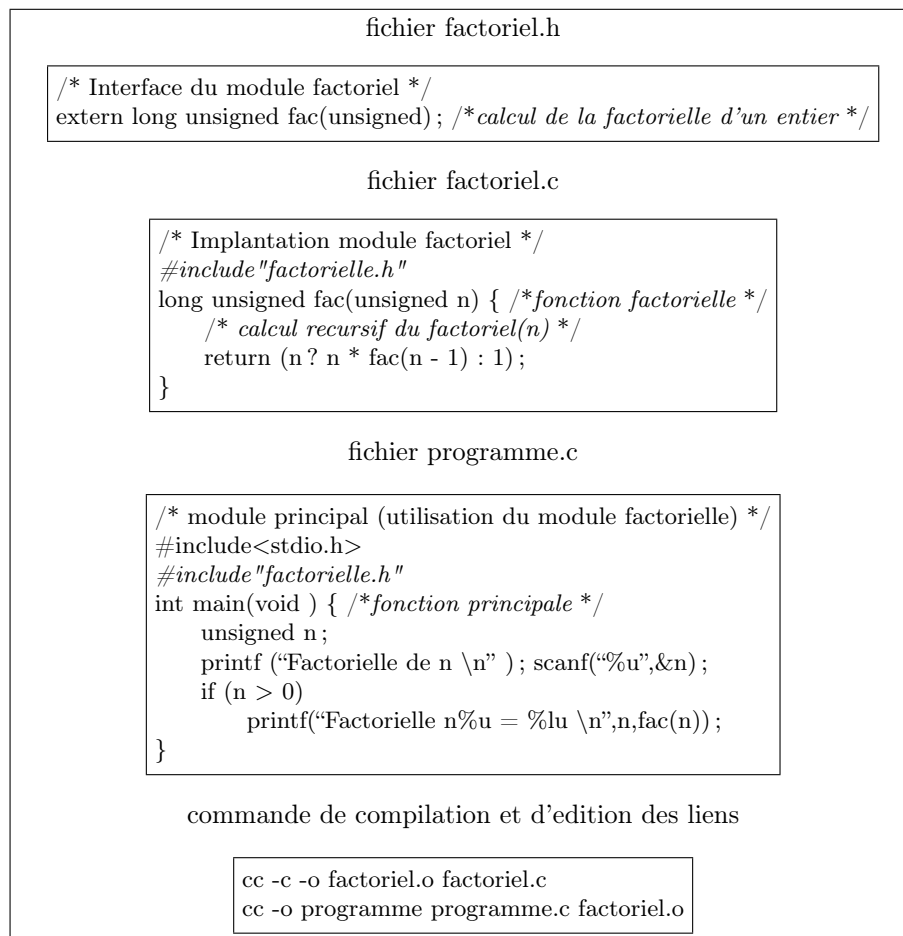 fichier factoriel.h
/* Interface du module factoriel */
extern long unsigned fac(unsigned) ; /*calcul de la factorielle d'un entier */
fichier factoriel.c
/* Implantation module factoriel */
#include"factorielle.h"
long unsigned fac(unsigned n) { /*fonction factorielle */
/* calcul recursif du factoriel(n) */
return (n ? n * fac(n - 1) : 1) ;
}
fichier programme.c
/* module principal (utilisation du module factorielle) */
#include<stdio.h>
#include"factorielle.h"
int main(void ) { /*fonction principale */
unsigned n ;
printf (“Factorielle de n \n” ) ; scanf(“%u”,&n) ;
if (n > 0)
printf(“Factorielle n%u = %lu \n”,n,fac(n)) ;
}
commande de compilation et d'edition des liens
cc -c -o factoriel.o factoriel.c
cc -o programme programme.c factoriel.o